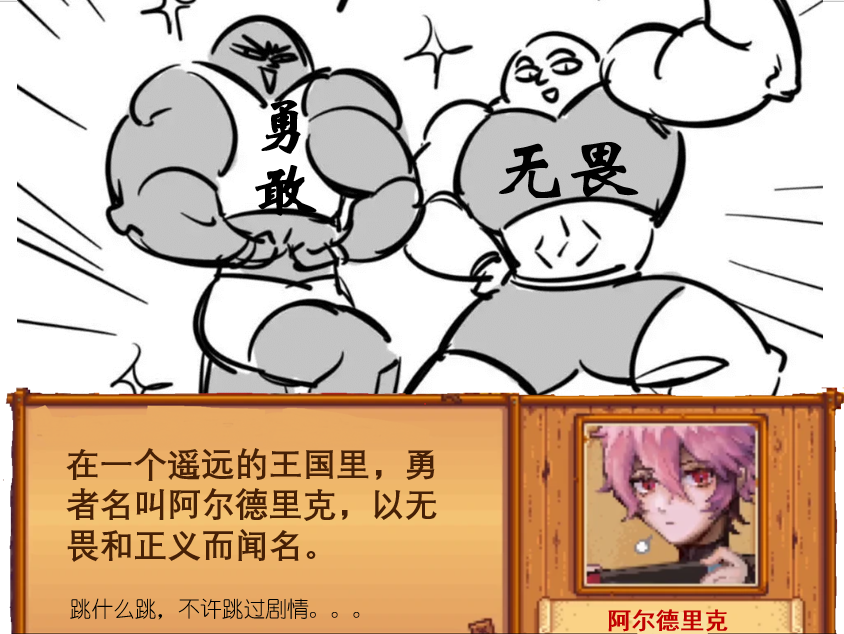 勇
敢
无畏
在一个遥远的王国里，勇
者名叫阿尔德里克，以无
畏和正义而闻名。
跳什么跳，不许跳过剧情。。。
阿尔德里克